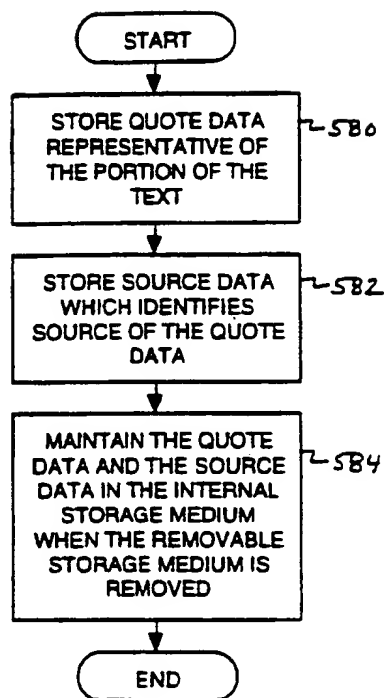 START
STORE QUOTE DATA
REPRESENTATIVE OF
THE PORTION OF THE
TEXT
580
STORE SOURCE DATA
WHICH IDENTIFIES
SOURCE OF THE QUOTE
DATA
582
MAINTAIN THE QUOTE
DATA AND THE SOURCE
DATA IN THE INTERNAL
STORAGE MEDIUM
WHEN THE REMOVABLE
STORAGE MEDIUM IS
REMOVED
584
END